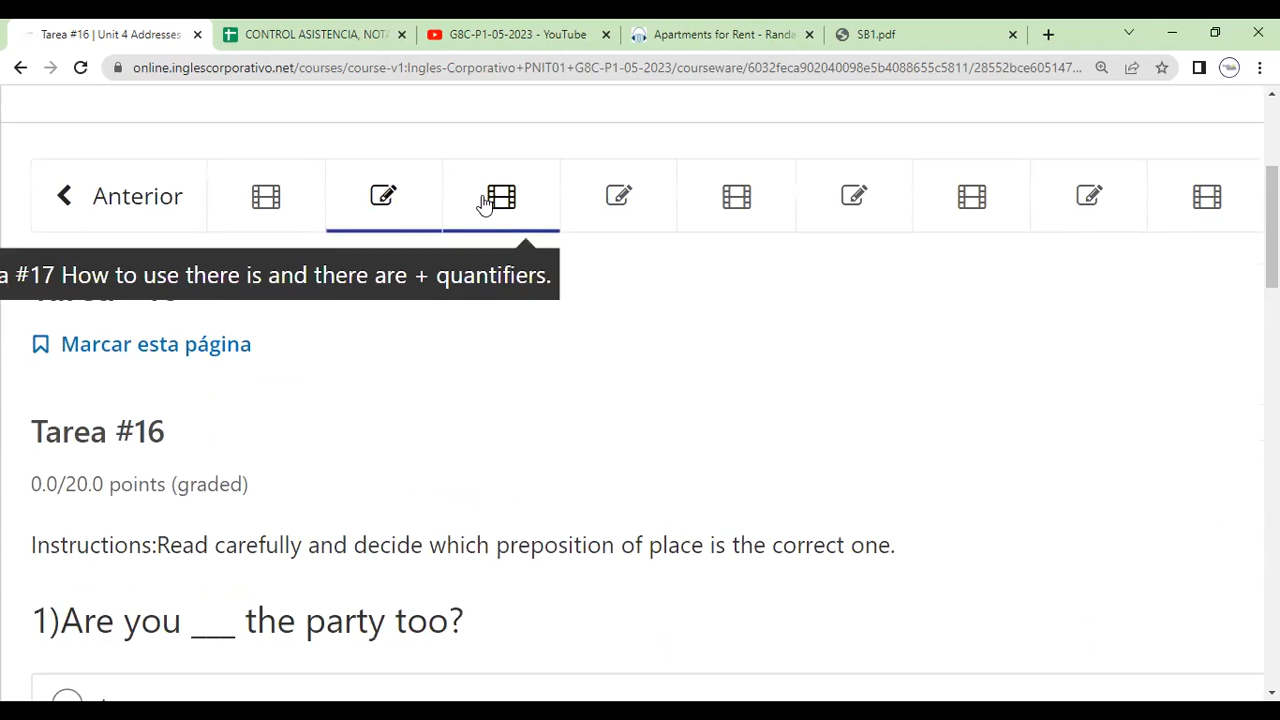 Tarea #16 | Unit 4 Addresses
CONTROL ASISTENCIA, NOTA
G8C-P1-05-2023 - YouTube
Apartments for Rent - Randa
SB1.pdf
online.inglescorporativo.net/courses/course-v1:Ingles-Corporativo+PNIT01+G8C-P1-05-2023/courseware/6032feca902040098e5b4088655c5811/28552bce605147...
Anterior
a #17 How to use there is and there are + quantifiers.
Marcar esta página
Tarea #16
0.0/20.0 points (graded)
Instructions:Read carefully and decide which preposition of place is the correct one.
1)Are you ___ the party too?